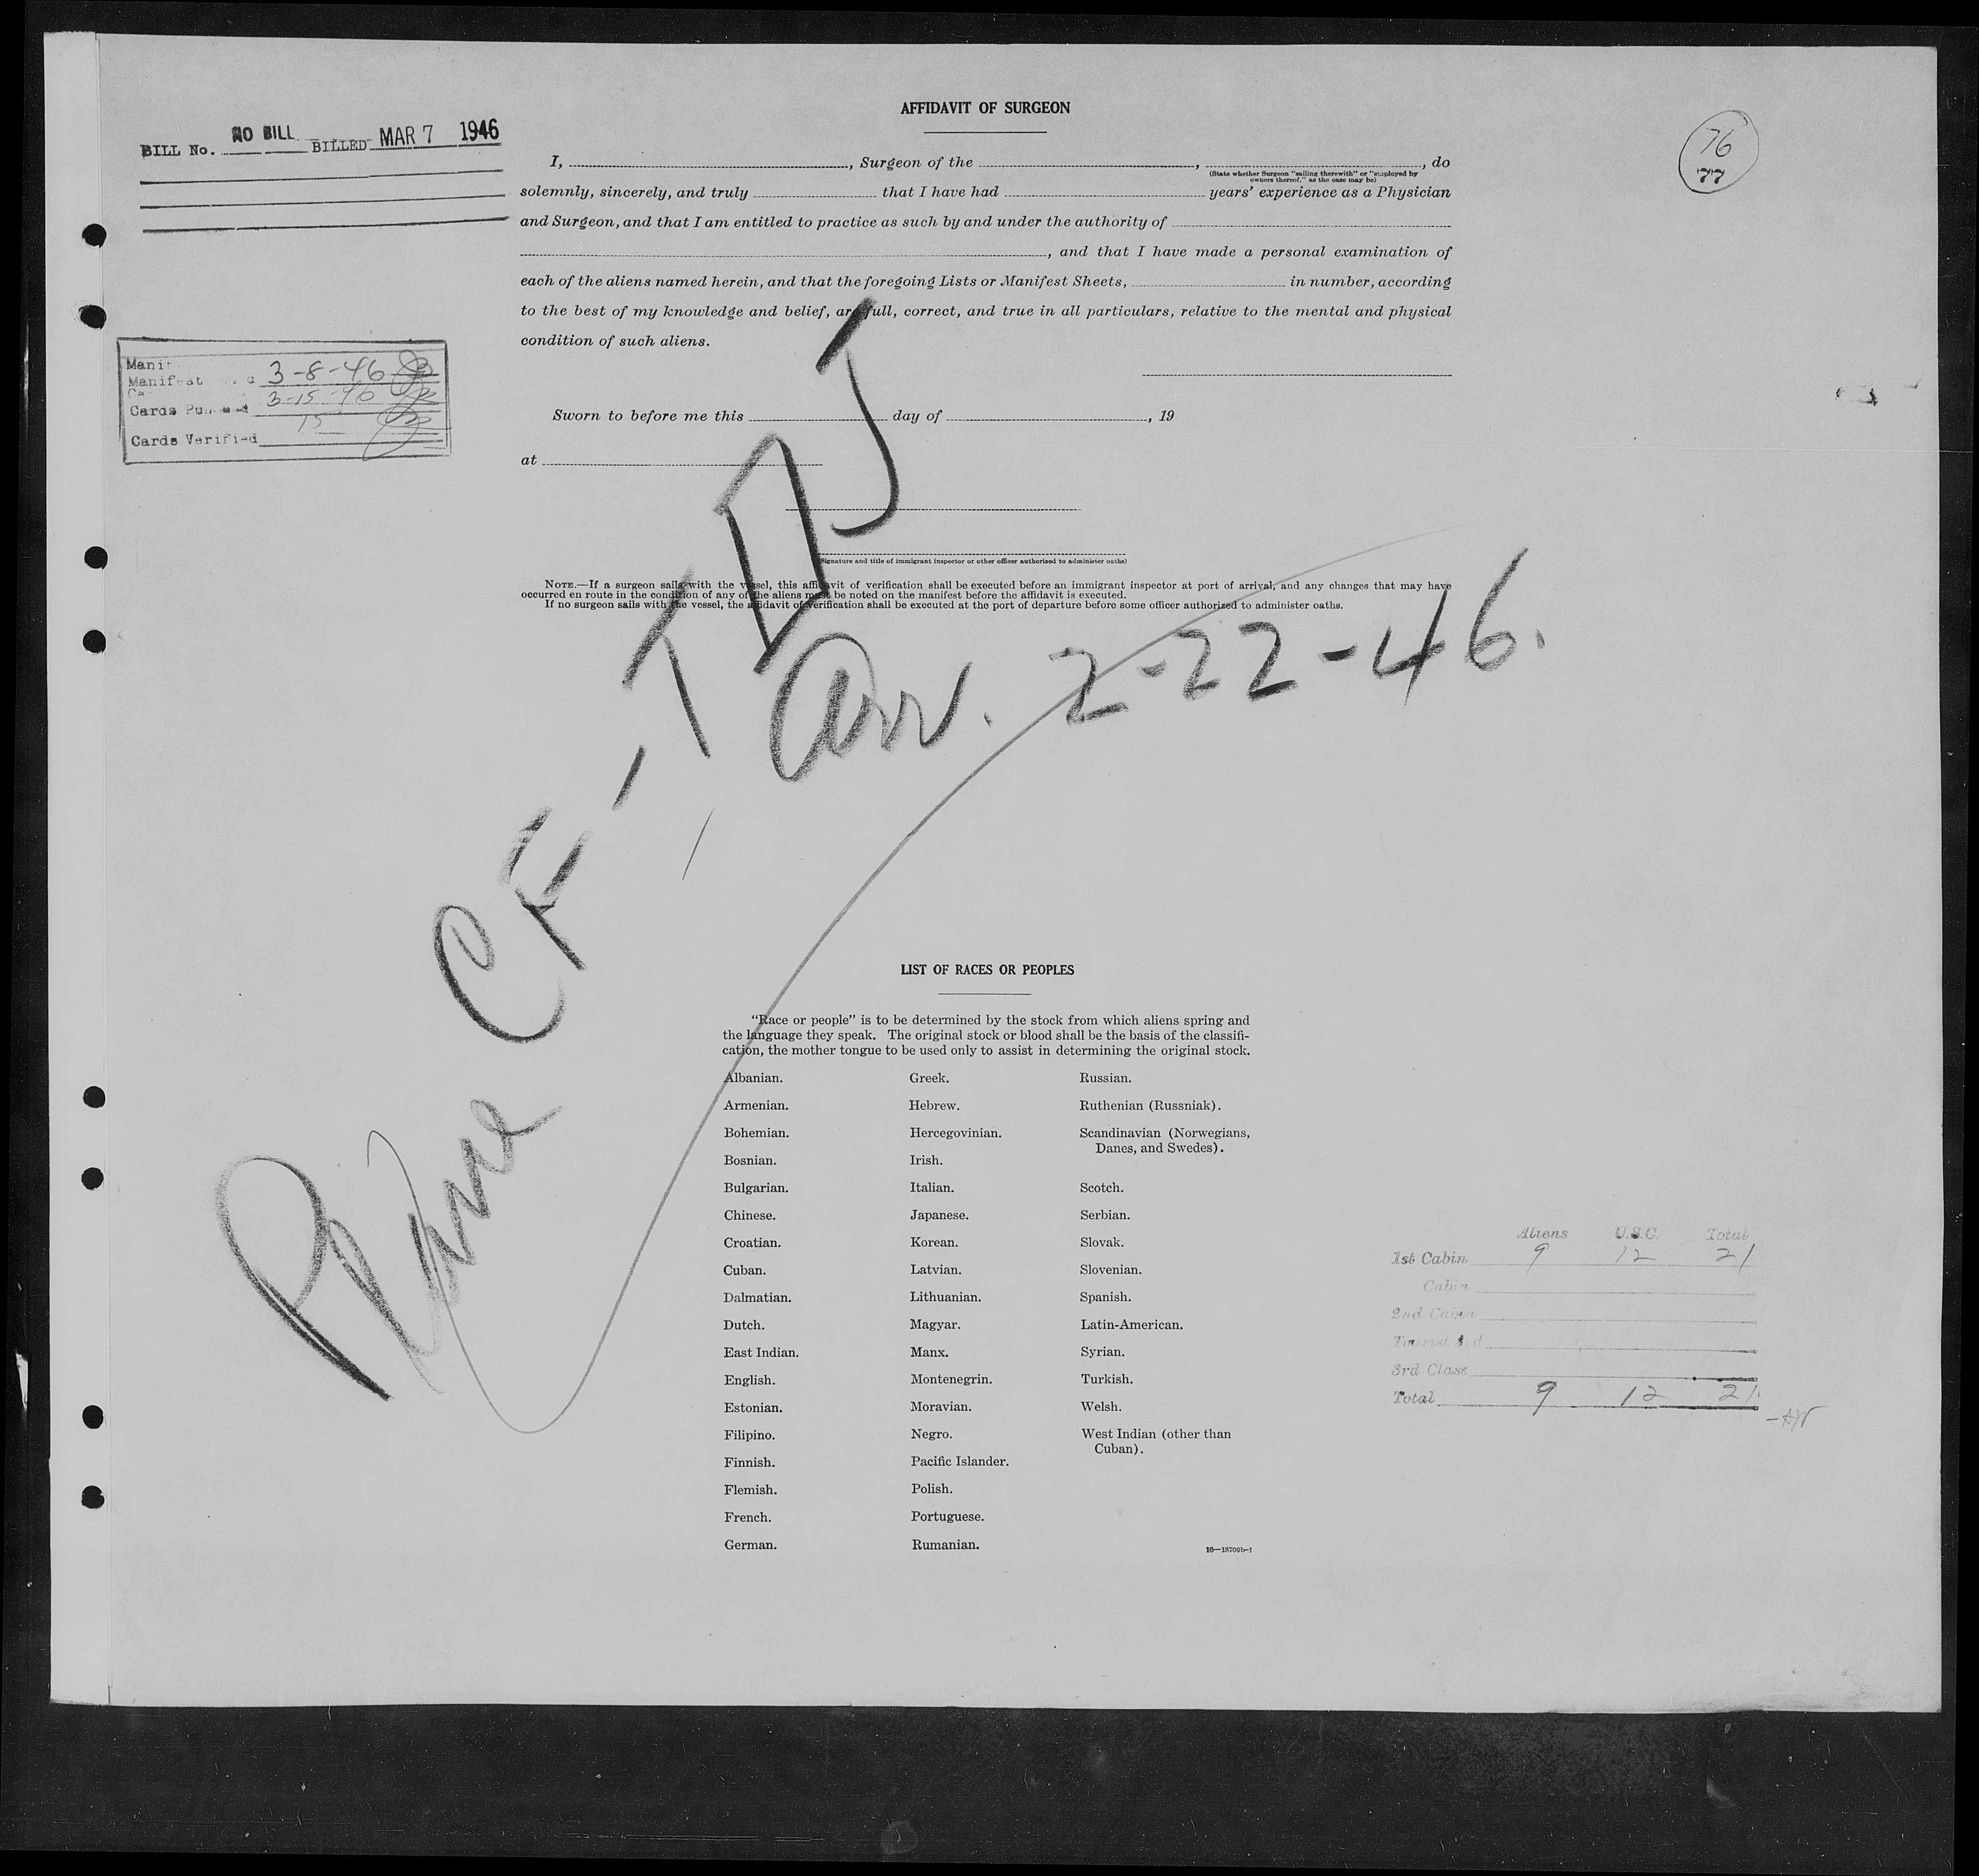 AFFIDAVIT OF SURGEON
BILL No. NO BILL BILLED MAR 7 1946
76
77
I, , Surgeon of the , , do
(State whether Surgeon "sailing therewith" or "employed by
owners thereof," as the case may be)
solemnly, sincerely, and truly that I have had years' experience as a Physician
and Surgeon, and that I am entitled to practice as such by and under the authority of
, and that I have made a personal examination of
each of the aliens named herein, and that the foregoing Lists or Manifest Sheets, in number, according
to the best of my knowledge and belief, are full, correct, and true in all particulars, relative to the mental and physical
condition of such aliens.
Manifest 3-8-46
3-15-46
Cards Punched 15
Cards Verified
Sworn to before me this day of , 19
at
(Signature and title of immigrant inspector or other officer authorized to administer oaths)
NOTE.—If a surgeon sails with the vessel, this affidavit of verification shall be executed before an immigrant inspector at port of arrival, and any changes that may have
occurred en route in the condition of any of the aliens must be noted on the manifest before the affidavit is executed.
If no surgeon sails with the vessel, the affidavit of verification shall be executed at the port of departure before some officer authorized to administer oaths.
Plane CF-TDJ
Arr. 2-22-46.
LIST OF RACES OR PEOPLES
"Race or people" is to be determined by the stock from which aliens spring and
the language they speak. The original stock or blood shall be the basis of the classifi-
cation, the mother tongue to be used only to assist in determining the original stock.
Albanian.
Armenian.
Bohemian.
Bosnian.
Bulgarian.
Chinese.
Croatian.
Cuban.
Dalmatian.
Dutch.
East Indian.
English.
Estonian.
Filipino.
Finnish.
Flemish.
French.
German.
Greek.
Hebrew.
Hercegovinian.
Irish.
Italian.
Japanese.
Korean.
Latvian.
Lithuanian.
Magyar.
Manx.
Montenegrin.
Moravian.
Negro.
Pacific Islander.
Polish.
Portuguese.
Rumanian.
Russian.
Ruthenian (Russniak).
Scandinavian (Norwegians,
Danes, and Swedes).
Scotch.
Serbian.
Slovak.
Slovenian.
Spanish.
Latin-American.
Syrian.
Turkish.
Welsh.
West Indian (other than
Cuban).
16—18709b-1
Aliens U.S.C. Total
1st Cabin 9 12 21
Cabin
2nd Cabin
Tourist
3rd Class
Total 9 12 21